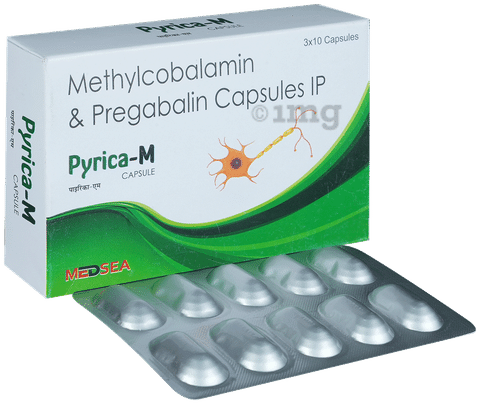 3x10 Capsules
Methylcobalamin
& Pregabalin Capsules IP
©1mg
Pyrica-M
CAPSULE
पाइरिका-एम
MEDSEA
Pyrica-M
CAPSULE